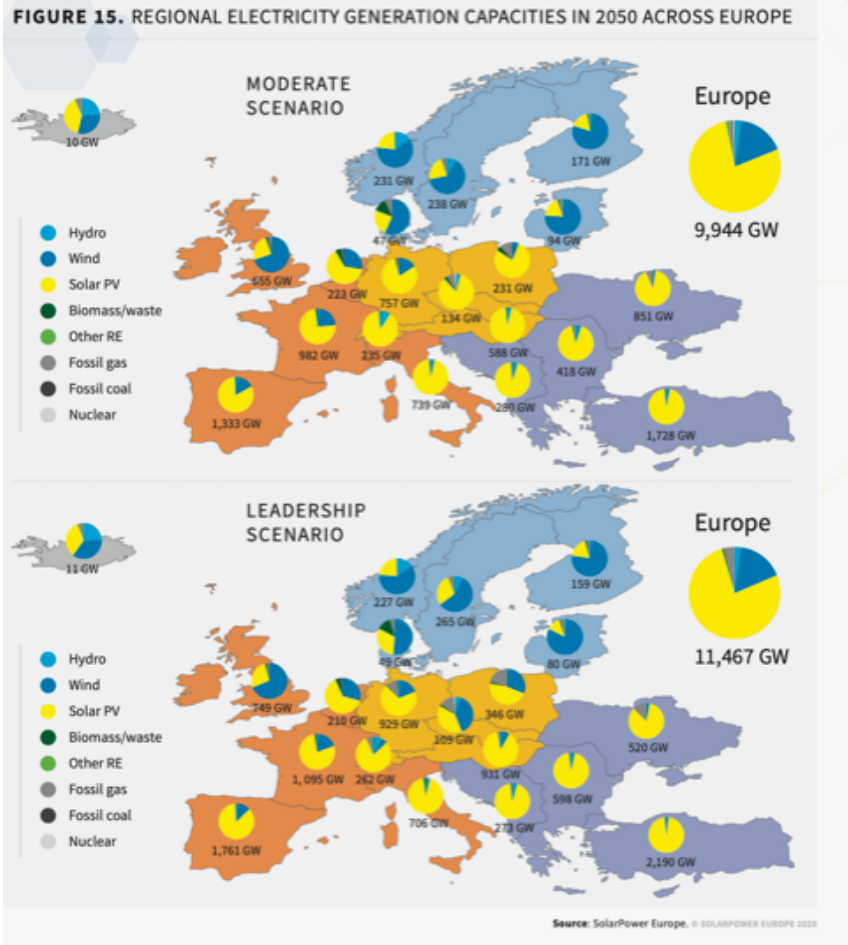 FIGURE 15. REGIONAL ELECTRICITY GENERATION CAPACITIES IN 2050 ACROSS EUROPE
MODERATE
SCENARIO
Europe
9,944 GW
10 GW
Hydro
Wind
Solar PV
Biomass/waste
Other RE
Fossil gas
Fossil coal
Nuclear
231 GW
238 GW
171 GW
47 GW
94 GW
655 GW
223 GW
757 GW
231 GW
134 GW
851 GW
982 GW
235 GW
588 GW
418 GW
739 GW
280 GW
1,333 GW
1,728 GW
LEADERSHIP
SCENARIO
Europe
11,467 GW
11 GW
Hydro
Wind
Solar PV
Biomass/waste
Other RE
Fossil gas
Fossil coal
Nuclear
227 GW
265 GW
159 GW
49 GW
80 GW
749 GW
210 GW
929 GW
346 GW
109 GW
520 GW
1,095 GW
262 GW
931 GW
598 GW
706 GW
273 GW
1,761 GW
2,190 GW
Source: SolarPower Europe. © SOLARPOWER EUROPE 2020